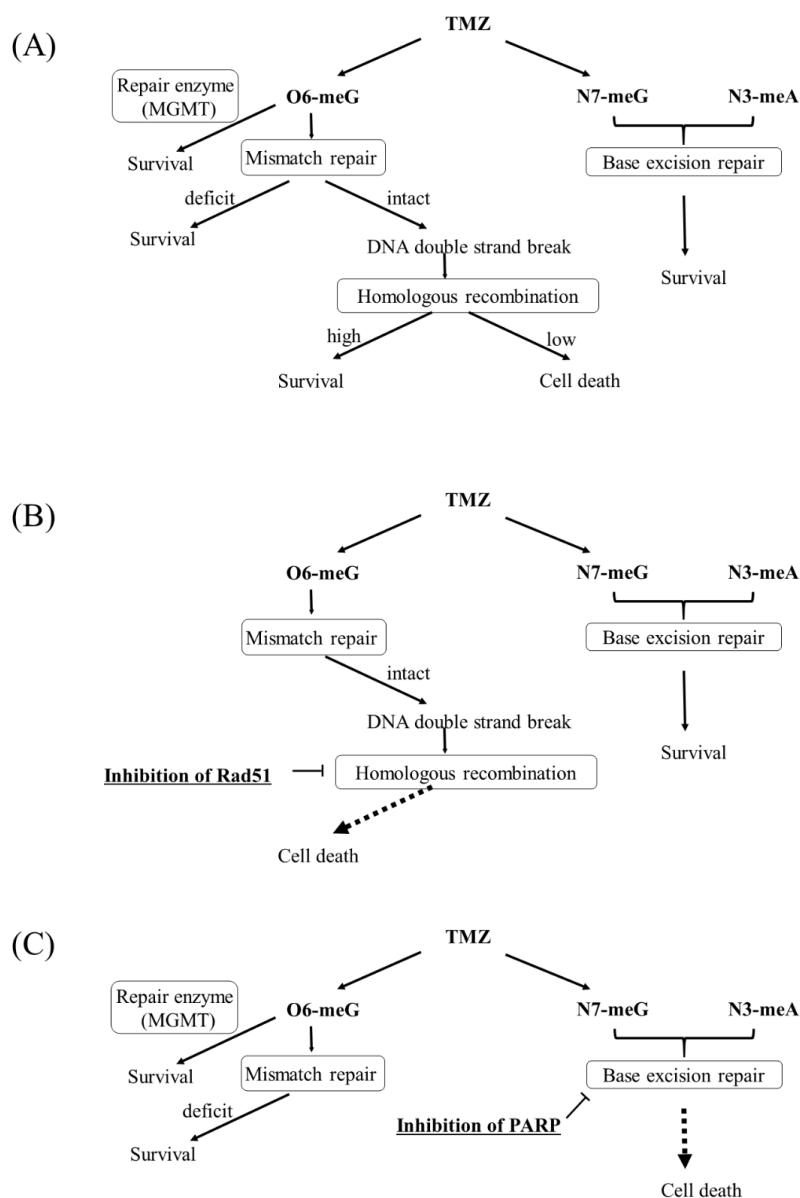 (A)
TMZ
Repair enzyme
(MGMT)
O6-meG
N7-meG
N3-meA
Survival
Mismatch repair
Base excision repair
deficit
intact
Survival
DNA double strand break
Survival
Homologous recombination
high
low
Survival
Cell death
(B)
TMZ
O6-meG
N7-meG
N3-meA
Mismatch repair
Base excision repair
intact
DNA double strand break
Survival
Inhibition of Rad51
Homologous recombination
Cell death
(C)
TMZ
Repair enzyme
(MGMT)
O6-meG
N7-meG
N3-meA
Survival
Mismatch repair
Base excision repair
deficit
Inhibition of PARP
Survival
Cell death